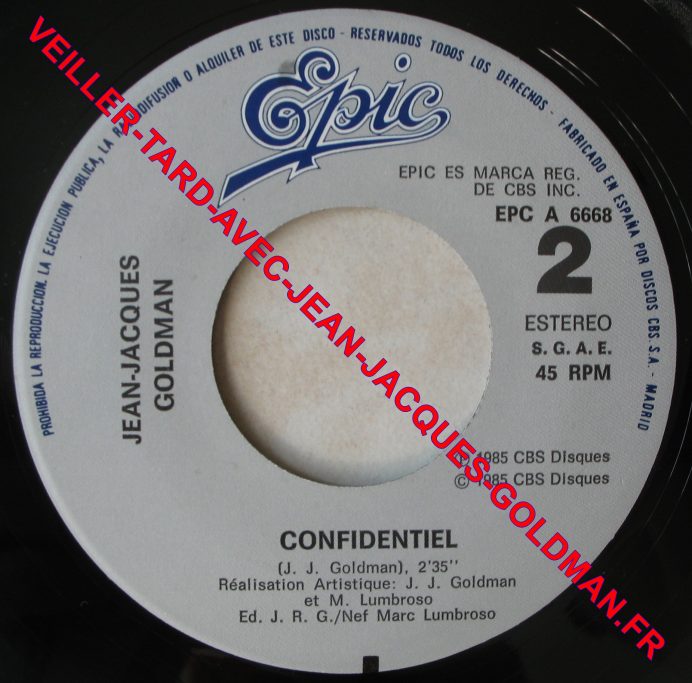 PROHIBIDA LA REPRODUCCION, LA EJECUCION PUBLICA, LA RADIODIFUSION O ALQUILER DE ESTE DISCO - RESERVADOS TODOS LOS DERECHOS - FABRICADO EN ESPAÑA POR DISCOS CBS S.A. - MADRID
Epic
EPIC ES MARCA REG.
DE CBS INC.
EPC A 6668
2
ESTEREO
S. G. A. E.
45 RPM
JEAN-JACQUES
GOLDMAN
℗ 1985 CBS Disques
© 1985 CBS Disques
CONFIDENTIEL
(J. J. Goldman), 2'35''
Réalisation Artistique: J. J. Goldman
et M. Lumbroso
Ed. J. R. G./Nef Marc Lumbroso
VEILLER-TARD-AVEC-JEAN-JACQUES-GOLDMAN.FR